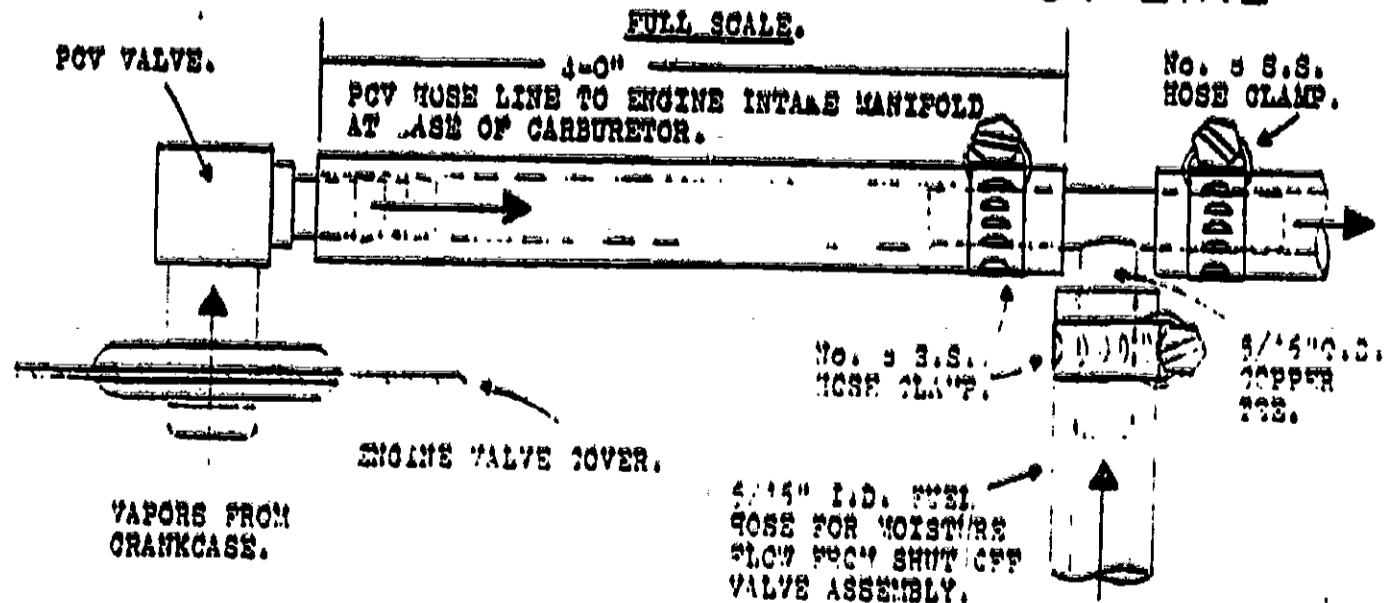 FULL SCALE.
PCV VALVE.
4-0"
PCV HOSE LINE TO ENGINE INTAKE MANIFOLD
AT BASE OF CARBURETOR.
No. S.S.
HOSE CLAMP.
No. S.S.
HOSE CLAMP.
O.D.
COPPER
TEE.
ENGINE VALVE COVER.
VAPORS FROM
CRANKCASE.
I.D. FUEL
HOSE FOR MOISTURE
FLOW FROM SHUT OFF
VALVE ASSEMBLY.